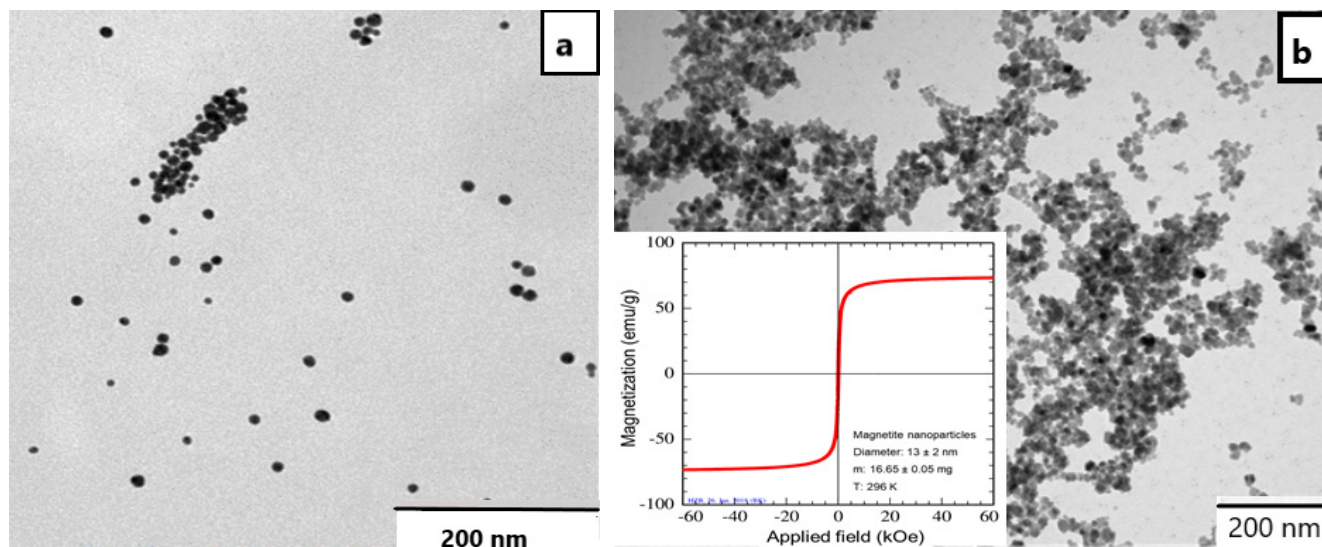 a
b
200 nm
200 nm
100
50
0
-50
-100
Magnetization (emu/g)
Magnetite nanoparticles
Diameter: 13 ± 2 nm
m: 16.65 ± 0.05 mg
T: 296 K
-60 -40 -20 0 20 40 60
Applied field (kOe)